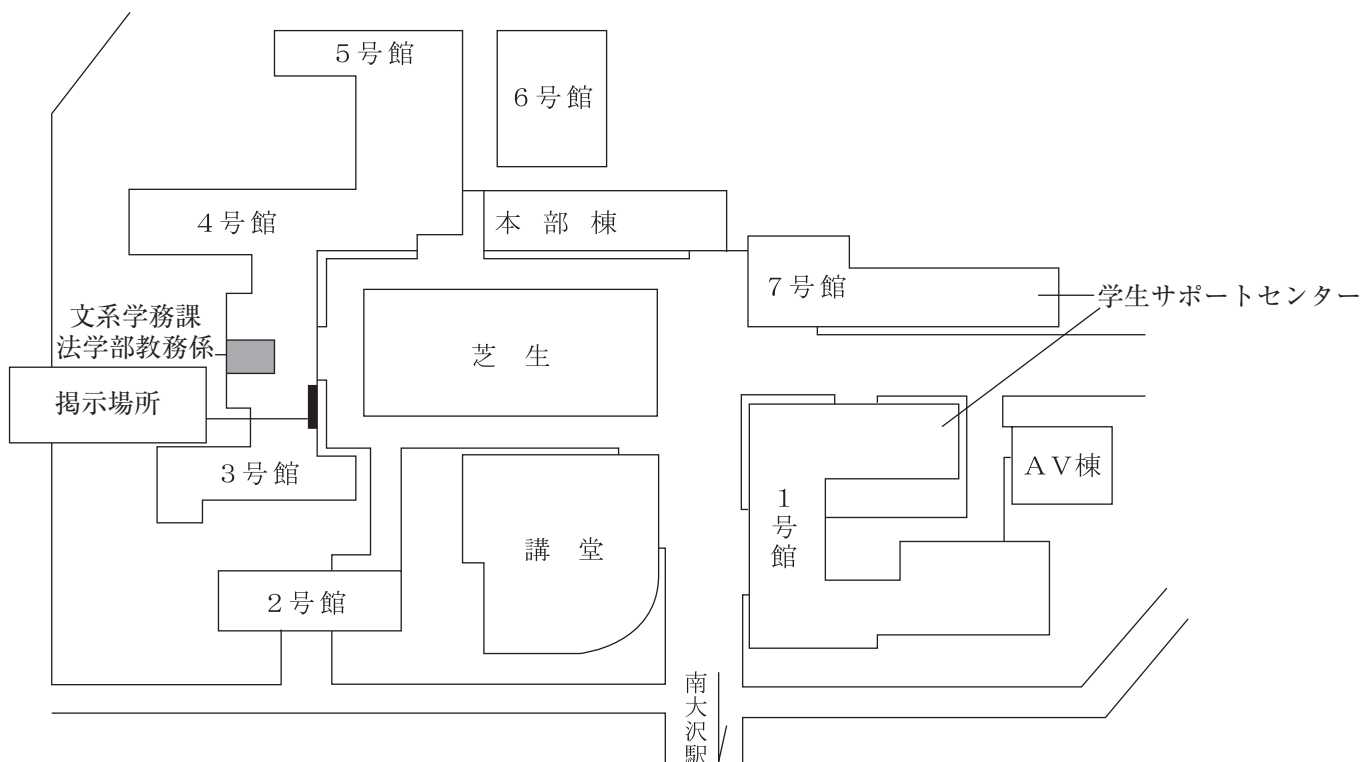 5号館
6号館
4号館
本部棟
7号館
学生サポートセンター
文系学務課
法学部教務係
芝生
掲示場所
3号館
AV棟
1号館
講堂
2号館
南大沢駅